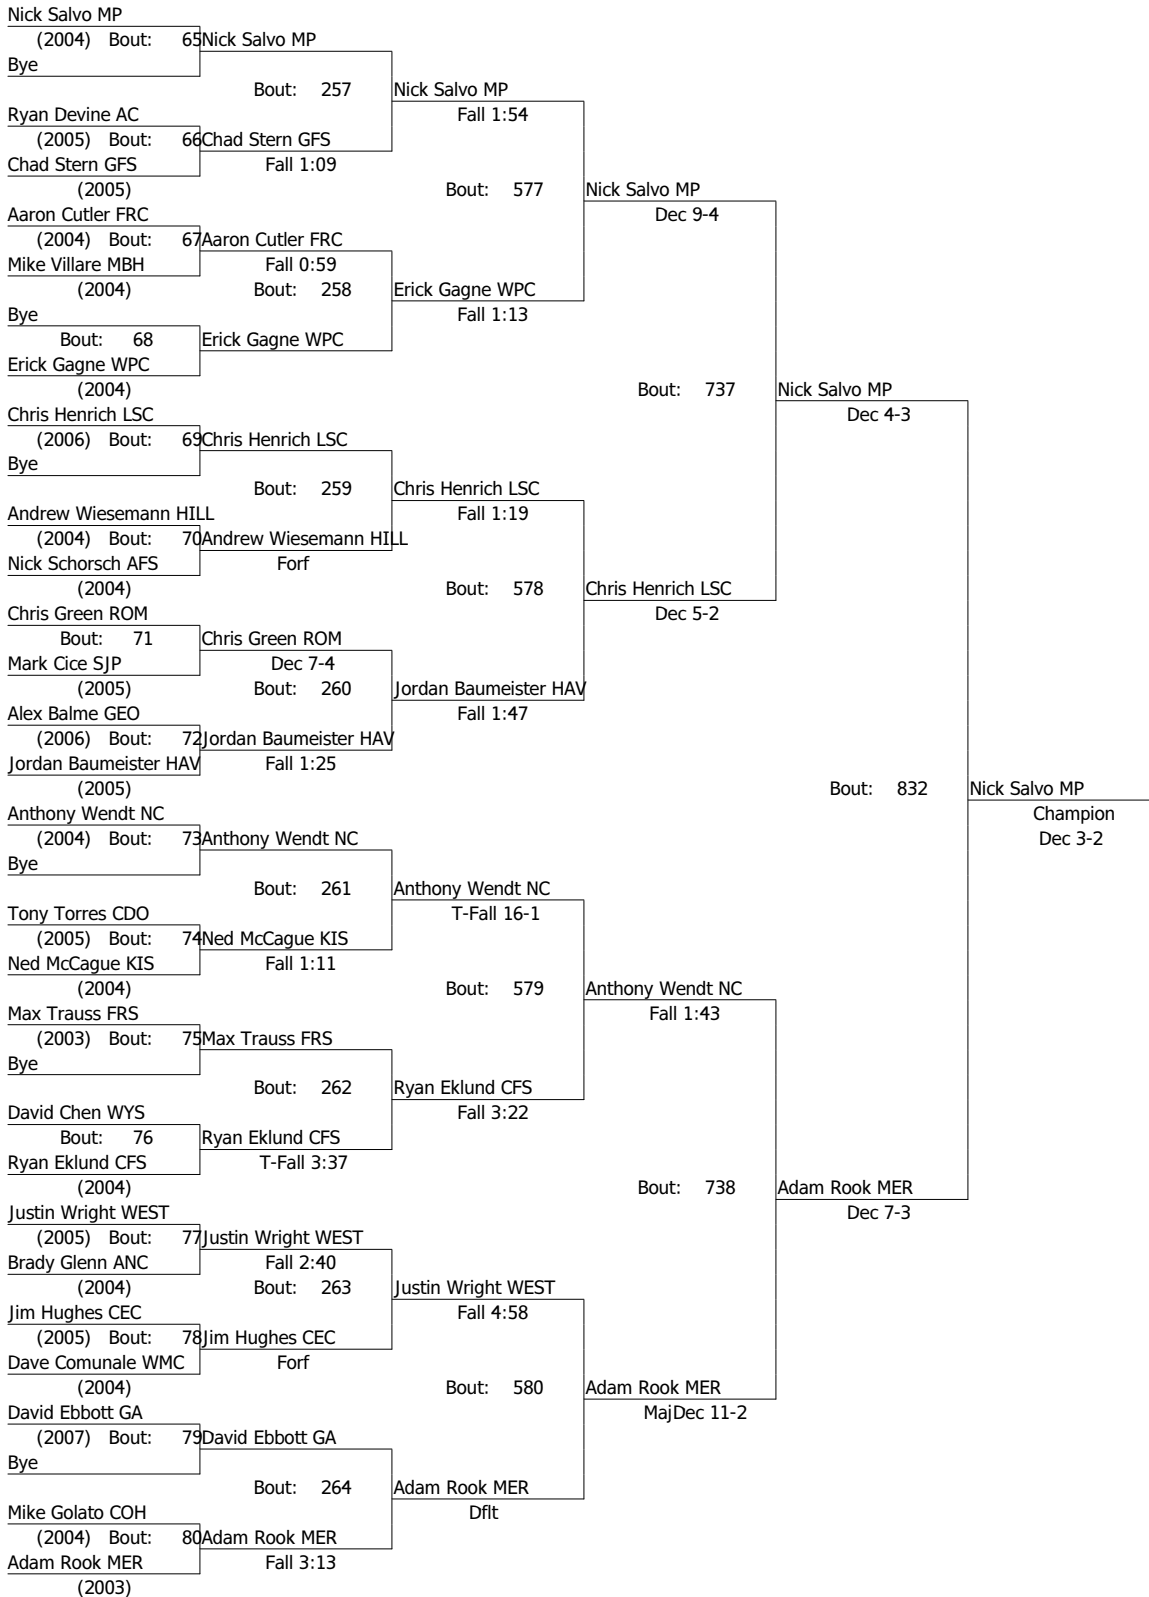 Nick Salvo MP
(2004) Bout: 65 Nick Salvo MP
Bye
Bout: 257 Nick Salvo MP
Ryan Devine AC Fall 1:54
(2005) Bout: 66 Chad Stern GFS
Chad Stern GFS Fall 1:09
(2005) Bout: 577 Nick Salvo MP
Aaron Cutler FRC Dec 9-4
(2004) Bout: 67 Aaron Cutler FRC
Mike Villare MBH Fall 0:59
(2004) Bout: 258 Erick Gagne WPC
Bye Fall 1:13
Bout: 68 Erick Gagne WPC
Erick Gagne WPC
(2004) Bout: 737 Nick Salvo MP
Chris Henrich LSC Dec 4-3
(2006) Bout: 69 Chris Henrich LSC
Bye
Bout: 259 Chris Henrich LSC
Andrew Wiesemann HILL Fall 1:19
(2004) Bout: 70 Andrew Wiesemann HILL
Nick Schorsch AFS Forf
(2004) Bout: 578 Chris Henrich LSC
Chris Green ROM Dec 5-2
Bout: 71 Chris Green ROM
Mark Cice SJP Dec 7-4
(2005) Bout: 260 Jordan Baumeister HAV
Alex Balme GEO Fall 1:47
(2006) Bout: 72 Jordan Baumeister HAV
Jordan Baumeister HAV Fall 1:25
(2005) Bout: 832 Nick Salvo MP
Anthony Wendt NC Champion
(2004) Bout: 73 Anthony Wendt NC Dec 3-2
Bye
Bout: 261 Anthony Wendt NC
Tony Torres CDO T-Fall 16-1
(2005) Bout: 74 Ned McCague KIS
Ned McCague KIS Fall 1:11
(2004) Bout: 579 Anthony Wendt NC
Max Trauss FRS Fall 1:43
(2003) Bout: 75 Max Trauss FRS
Bye
Bout: 262 Ryan Eklund CFS
David Chen WYS Fall 3:22
Bout: 76 Ryan Eklund CFS
Ryan Eklund CFS T-Fall 3:37
(2004) Bout: 738 Adam Rook MER
Justin Wright WEST Dec 7-3
(2005) Bout: 77 Justin Wright WEST
Brady Glenn ANC Fall 2:40
(2004) Bout: 263 Justin Wright WEST
Jim Hughes CEC Fall 4:58
(2005) Bout: 78 Jim Hughes CEC
Dave Comunale WMC Forf
(2004) Bout: 580 Adam Rook MER
David Ebbott GA MajDec 11-2
(2007) Bout: 79 David Ebbott GA
Bye
Bout: 264 Adam Rook MER
Mike Golato COH Dflt
(2004) Bout: 80 Adam Rook MER
Adam Rook MER Fall 3:13
(2003)